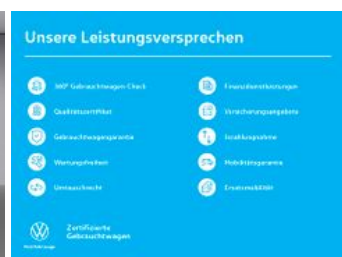 Unsere Leistungsversprechen
360° Gebrauchtwagen-Check
Qualitätszertifikat
Gebrauchtwagengarantie
Wartungsfreiheit
Umtauschrecht
Finanzdienstleistungen
Versicherungsangebote
Inzahlungnahme
Mobilitätsgarantie
Ersatzmobilität
Zertifizierte
Gebrauchtwagen